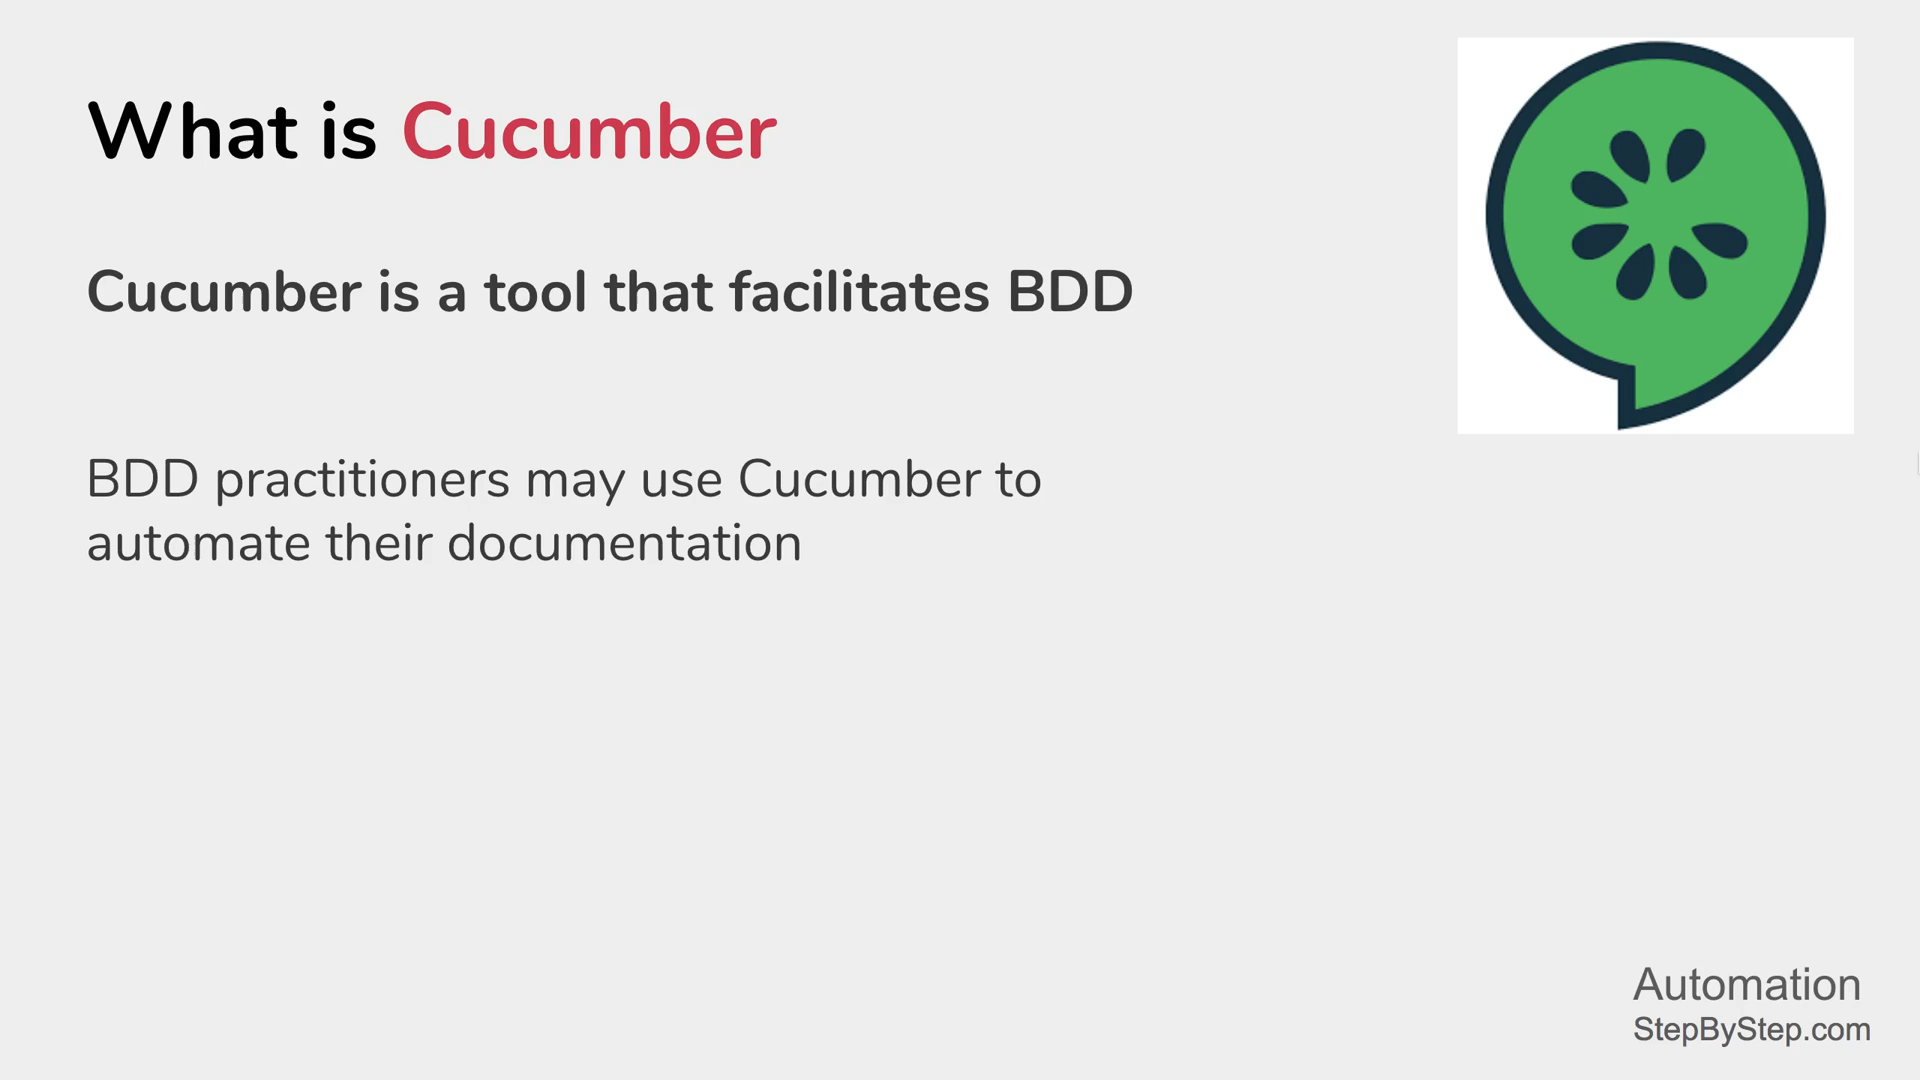 What is Cucumber
Cucumber is a tool that facilitates BDD
BDD practitioners may use Cucumber to
automate their documentation
Automation
StepByStep.com